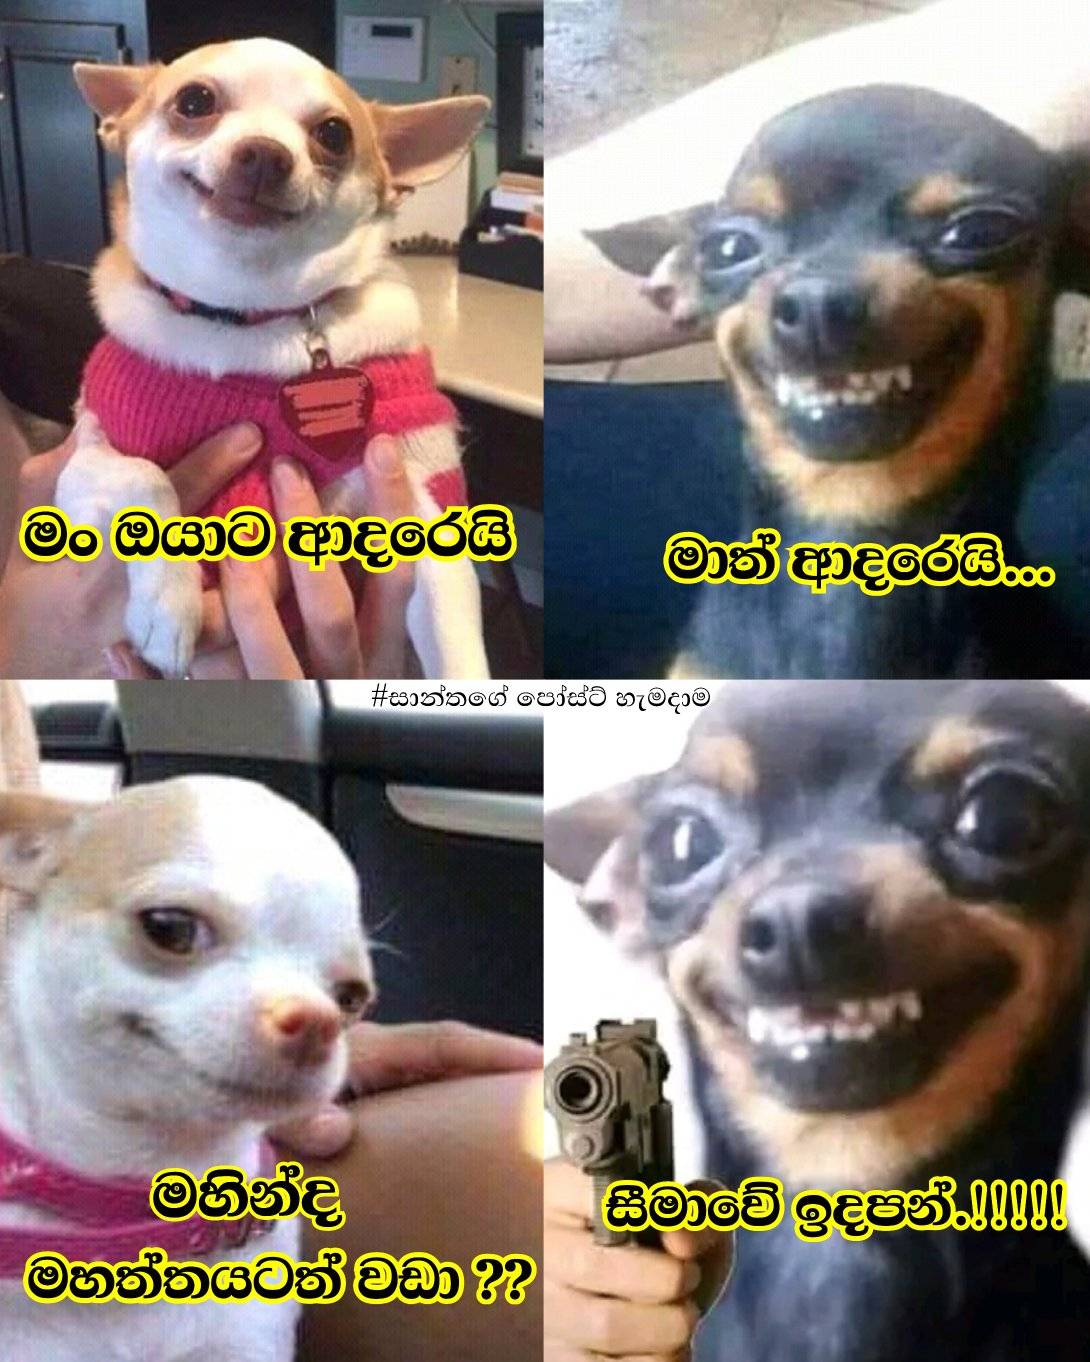 මං ඔයාට ආදරෙයි
මාත් ආදරෙයි...
#සාන්තගේ පෝස්ට් හැමදාම
මහින්ද
මහත්තයටත් වඩා ??
සීමාවේ ඉදපන්.!!!!!!